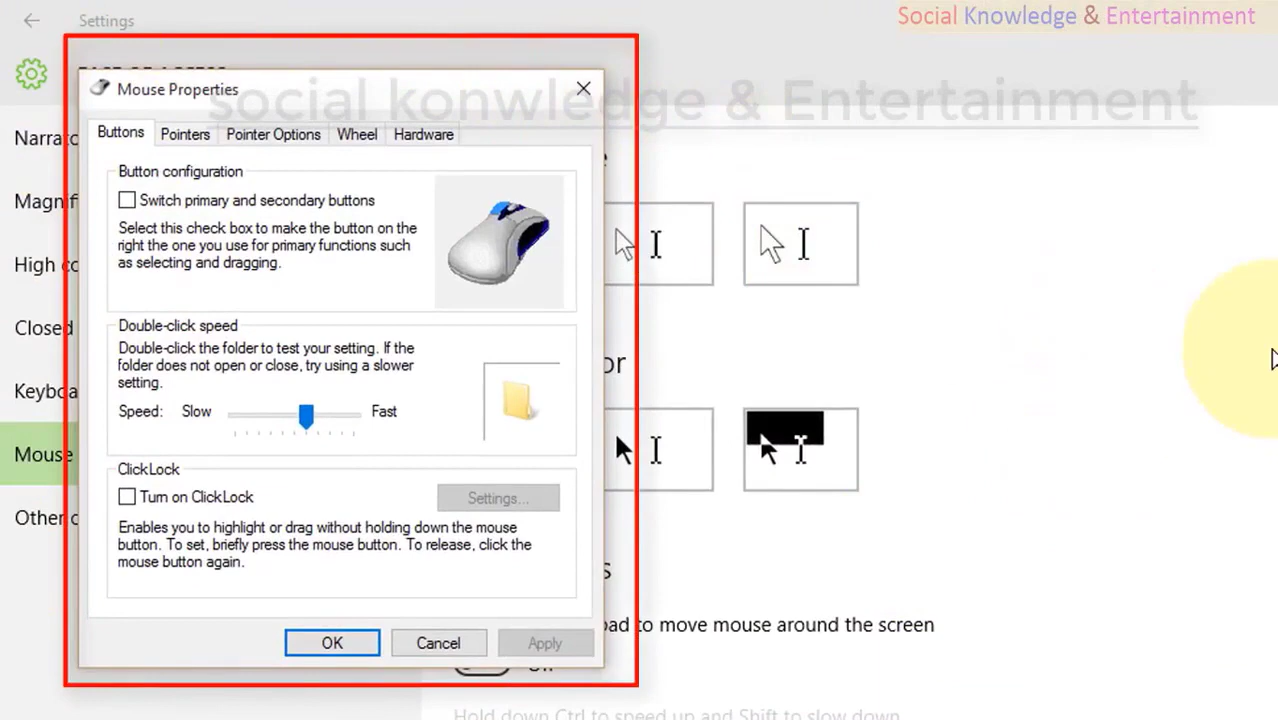 Settings
Social Knowledge & Entertainment
social konwledge & Entertainment
Mouse Properties
Buttons
Pointers
Pointer Options
Wheel
Hardware
Button configuration
Switch primary and secondary buttons
Select this check box to make the button on the
right the one you use for primary functions such
as selecting and dragging.
Double-click speed
Double-click the folder to test your setting. If the
folder does not open or close, try using a slower
setting.
Speed: Slow Fast
ClickLock
Turn on ClickLock
Settings...
Enables you to highlight or drag without holding down the mouse
button. To set, briefly press the mouse button. To release, click the
mouse button again.
OK
Cancel
Apply
High
Closed
Mouse
Other
to move mouse around the screen
Hold down Ctrl to speed up and Shift to slow down